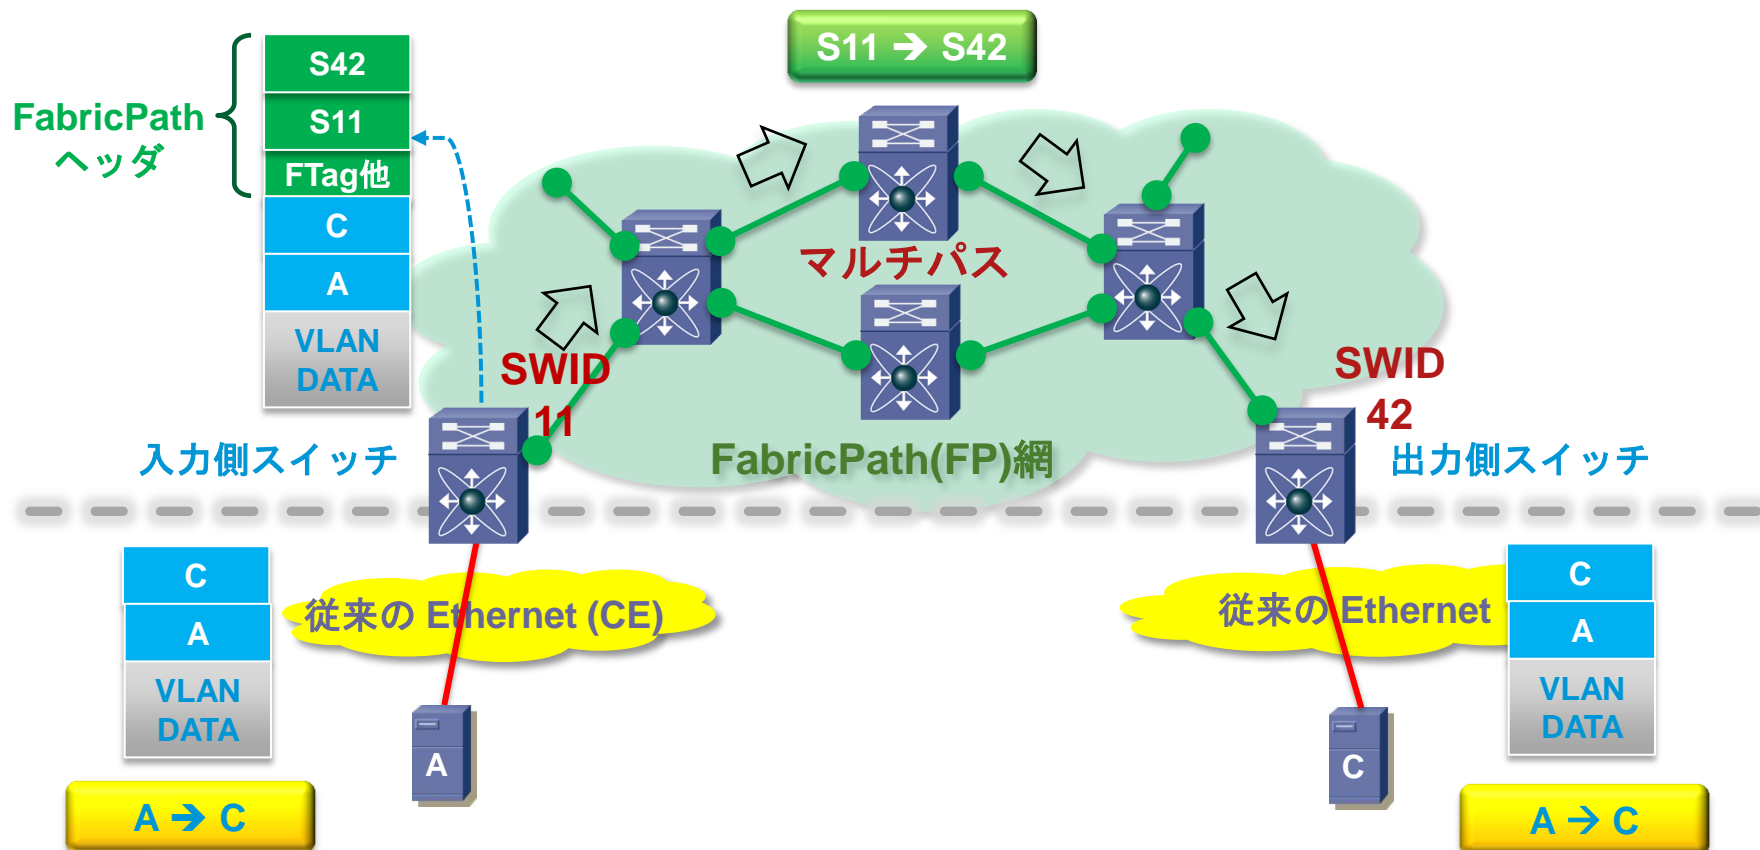 S11 ➔ S42
S42
S11
FTag他
C
A
VLAN
DATA
FabricPath
ヘッダ
マルチパス
SWID
11
SWID
42
入力側スイッチ
FabricPath(FP)網
出力側スイッチ
C
A
VLAN
DATA
従来の Ethernet (CE)
従来の Ethernet
C
A
VLAN
DATA
A
C
A ➔ C
A → C